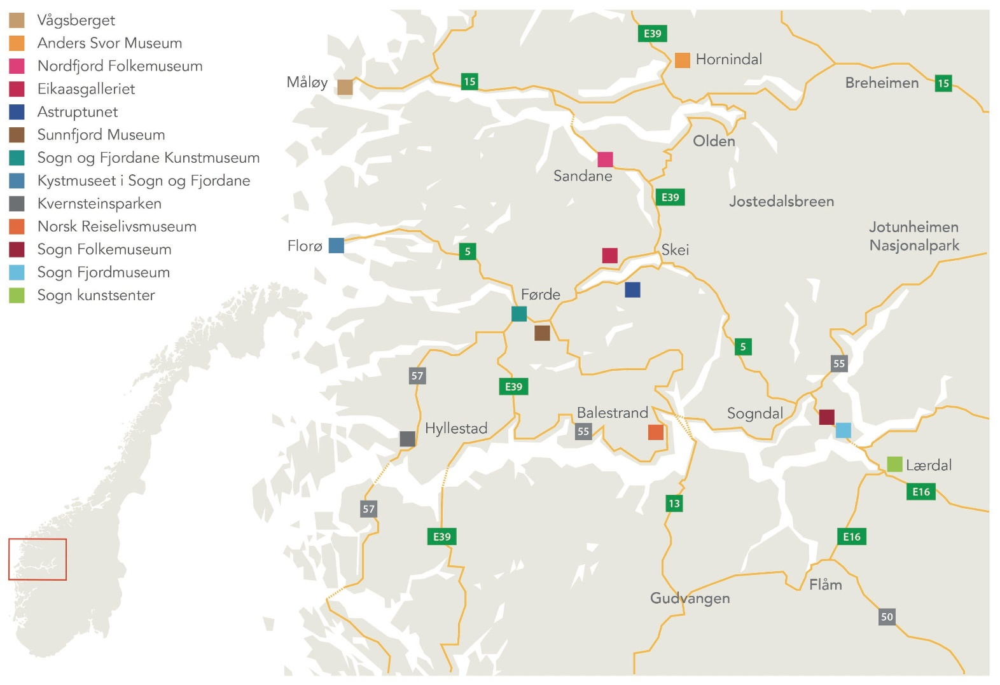 Vågsberget
Anders Svor Museum
Nordfjord Folkemuseum
Eikaasgalleriet
Astruptunet
Sunnfjord Museum
Sogn og Fjordane Kunstmuseum
Kystmuseet i Sogn og Fjordane
Kvernsteinsparken
Norsk Reiselivsmuseum
Sogn Folkemuseum
Sogn Fjordmuseum
Sogn kunstsenter
E39
Hornindal
Måløy
15
Breheimen
15
Olden
Sandane
E39
Jostedalsbreen
Jotunheimen
Nasjonalpark
Florø
5
Skei
Førde
5
55
57
E39
Balestrand
Sogndal
Hyllestad
55
Lærdal
E16
57
13
E39
E16
Flåm
Gudvangen
50